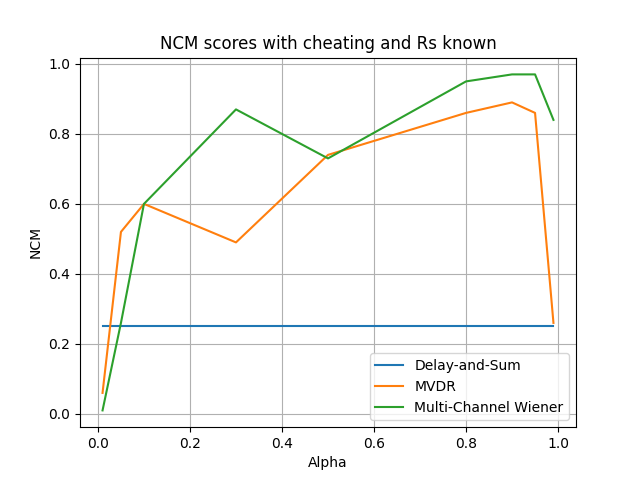 NCM scores with cheating and Rs known
1.0
0.8
0.6
0.4
0.2
0.0
NCM
Delay-and-Sum
MVDR
Multi-Channel Wiener
0.0 0.2 0.4 0.6 0.8 1.0
Alpha